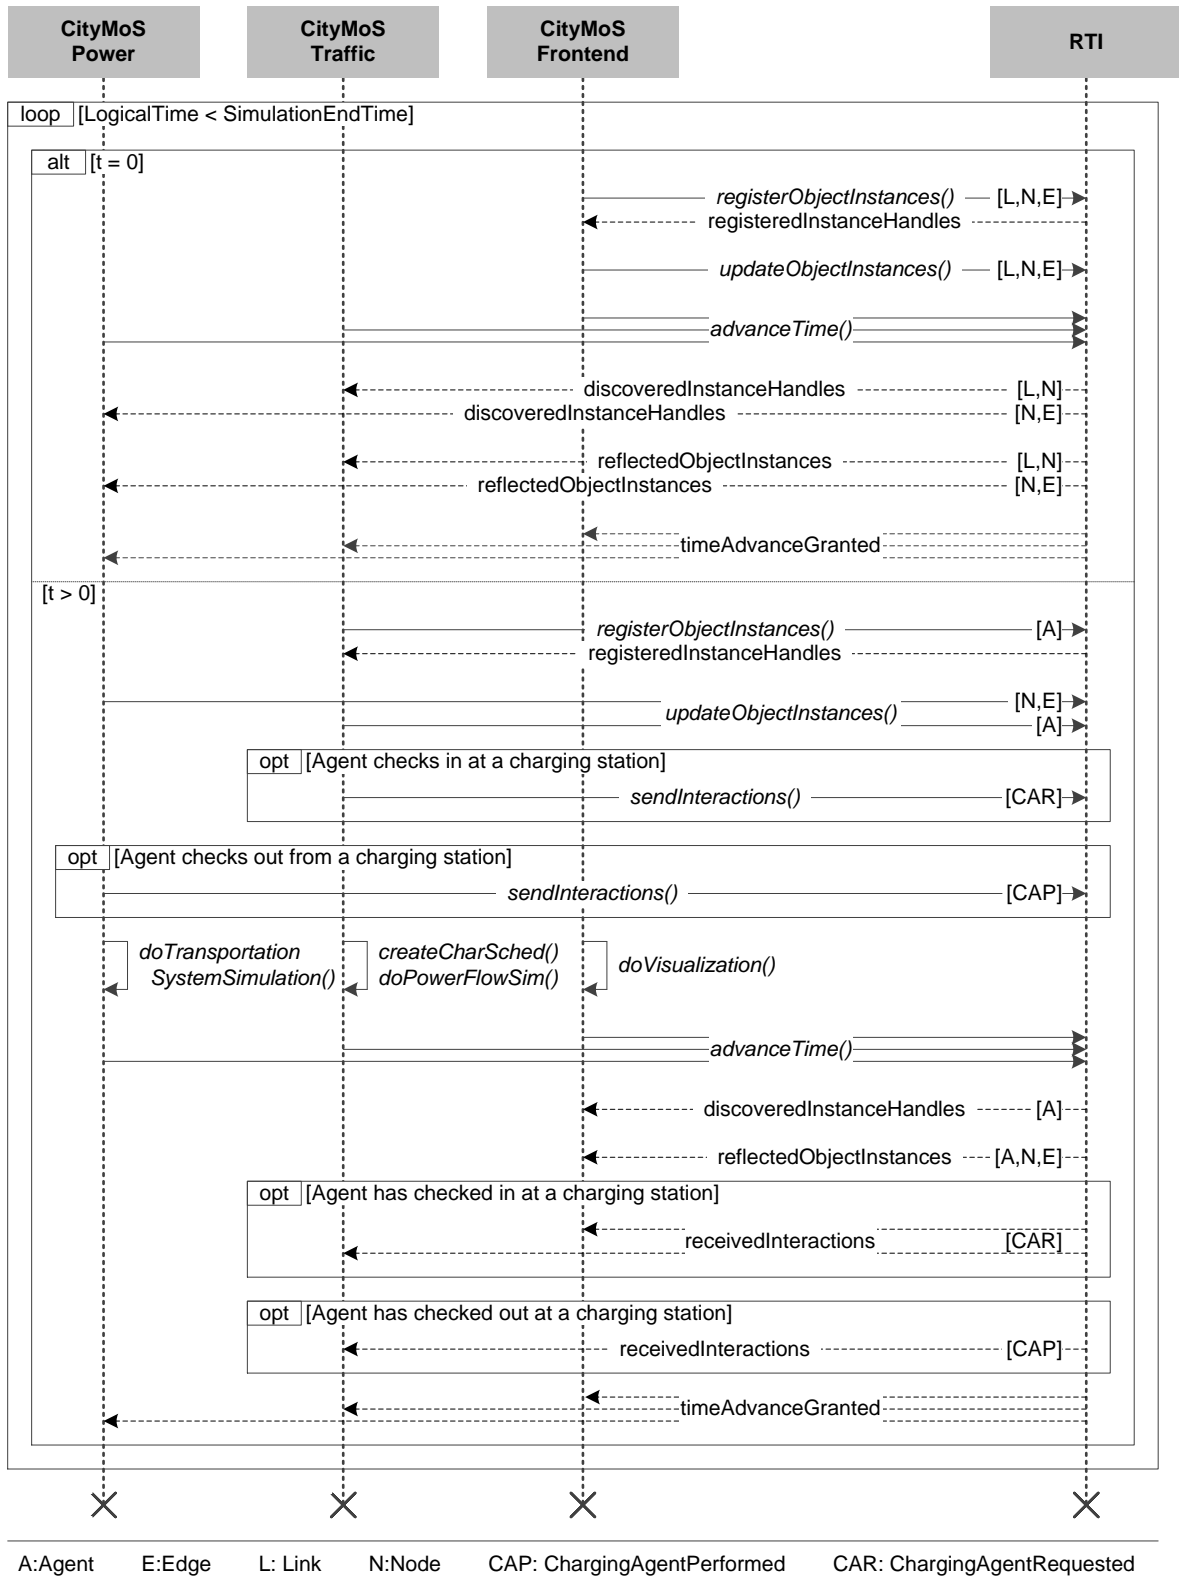 CityMoS Power
CityMoS Traffic
CityMoS Frontend
RTI
loop [LogicalTime < SimulationEndTime]
alt [t = 0]
registerObjectInstances() [L,N,E]
registeredInstanceHandles
updateObjectInstances() [L,N,E]
advanceTime()
discoveredInstanceHandles [L,N]
discoveredInstanceHandles [N,E]
reflectedObjectInstances [L,N]
reflectedObjectInstances [N,E]
timeAdvanceGranted
[t > 0]
registerObjectInstances() [A]
registeredInstanceHandles
[N,E]
updateObjectInstances()
[A]
opt [Agent checks in at a charging station]
sendInteractions() [CAR]
opt [Agent checks out from a charging station]
sendInteractions() [CAP]
doTransportation
SystemSimulation()
createCharSched()
doPowerFlowSim()
doVisualization()
advanceTime()
discoveredInstanceHandles [A]
reflectedObjectInstances [A,N,E]
opt [Agent has checked in at a charging station]
receivedInteractions [CAR]
opt [Agent has checked out at a charging station]
receivedInteractions [CAP]
timeAdvanceGranted
A:Agent E:Edge L: Link N:Node CAP: ChargingAgentPerformed CAR: ChargingAgentRequested